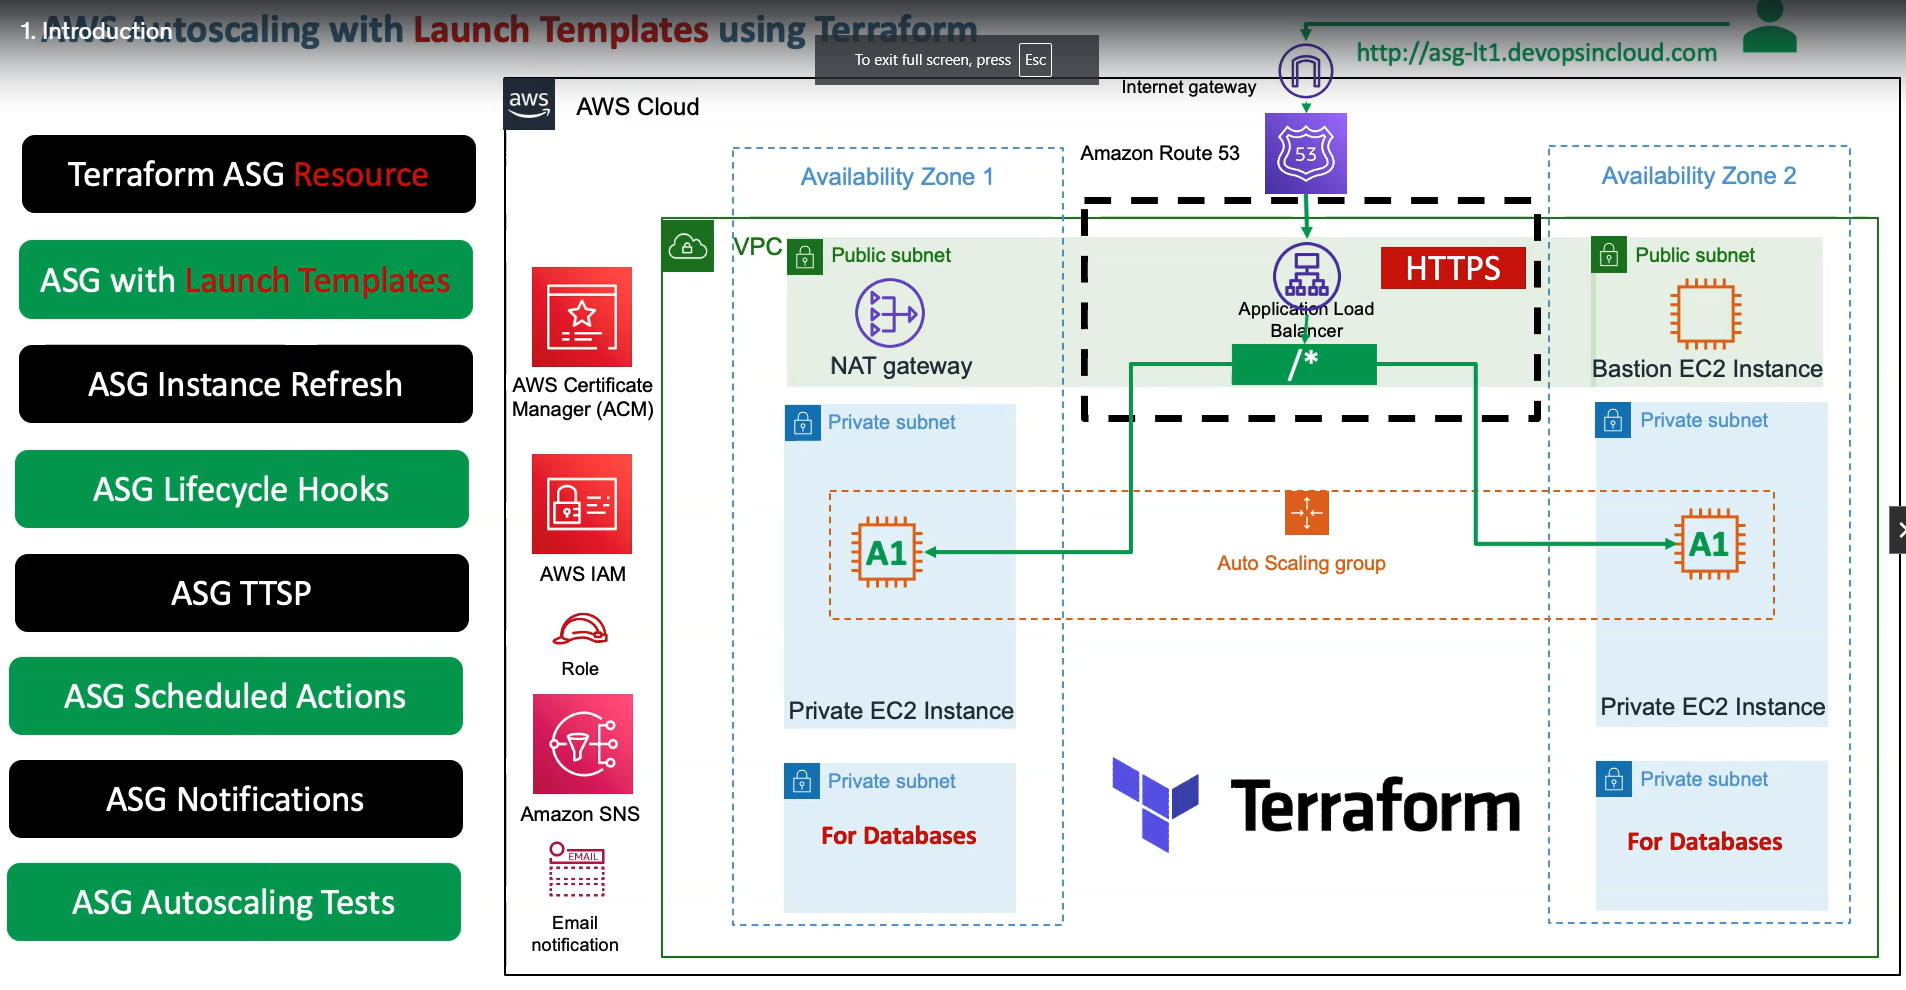 AWS Autoscaling with Launch Templates using Terraform
1. Introduction
To exit full screen, press Esc
http://asg-lt1.devopsincloud.com
Internet gateway
aws
AWS Cloud
Amazon Route 53
53
Terraform ASG Resource
ASG with Launch Templates
ASG Instance Refresh
ASG Lifecycle Hooks
ASG TTSP
ASG Scheduled Actions
ASG Notifications
ASG Autoscaling Tests
AWS Certificate
Manager (ACM)
AWS IAM
Role
Amazon SNS
EMAIL
Email
notification
Availability Zone 1
VPC
Public subnet
NAT gateway
Private subnet
A1
Private EC2 Instance
Private subnet
For Databases
HTTPS
Application Load
Balancer
/*
Auto Scaling group
Terraform
Availability Zone 2
Public subnet
Bastion EC2 Instance
Private subnet
A1
Private EC2 Instance
Private subnet
For Databases